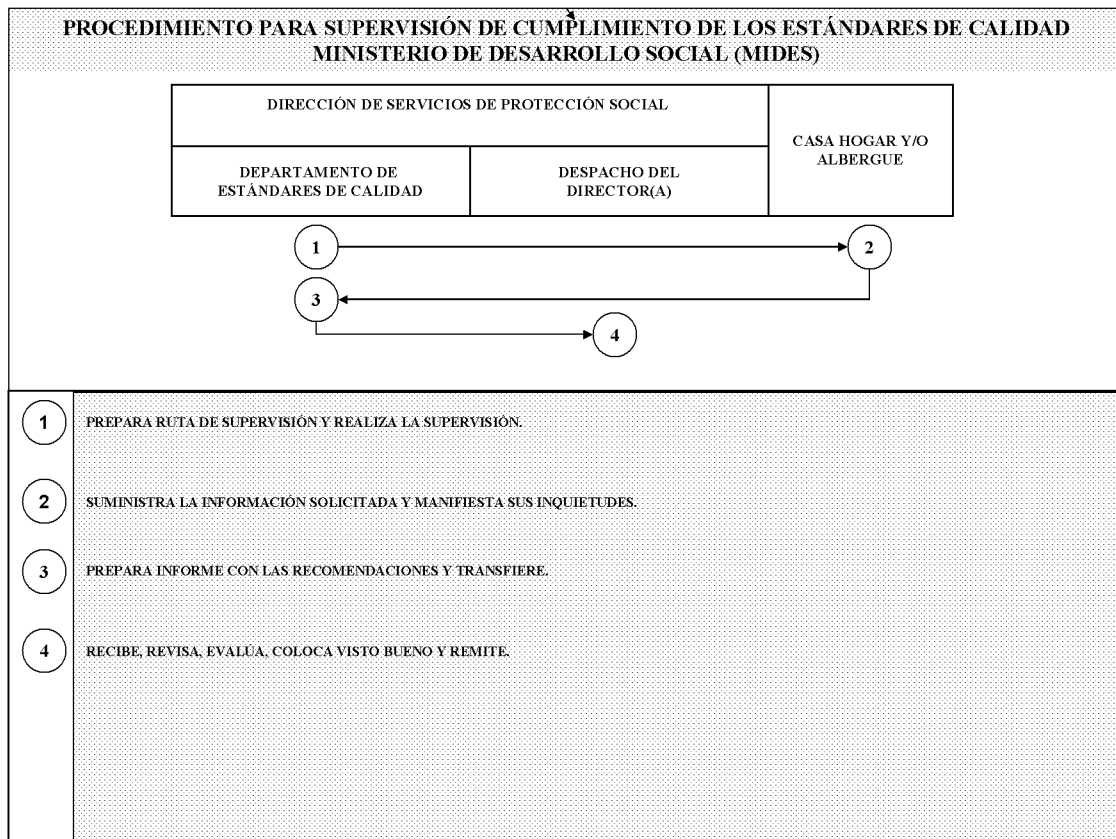 PROCEDIMIENTO PARA SUPERVISIÓN DE CUMPLIMIENTO DE LOS ESTÁNDARES DE CALIDAD
MINISTERIO DE DESARROLLO SOCIAL (MIDES)
DIRECCIÓN DE SERVICIOS DE PROTECCIÓN SOCIAL
CASA HOGAR Y/O
ALBERGUE
DEPARTAMENTO DE
ESTÁNDARES DE CALIDAD
DESPACHO DEL
DIRECTOR(A)
1
2
3
4
1
PREPARA RUTA DE SUPERVISIÓN Y REALIZA LA SUPERVISIÓN.
2
SUMINISTRA LA INFORMACIÓN SOLICITADA Y MANIFIESTA SUS INQUIETUDES.
3
PREPARA INFORME CON LAS RECOMENDACIONES Y TRANSFIERE.
4
RECIBE, REVISA, EVALÚA, COLOCA VISTO BUENO Y REMITE.